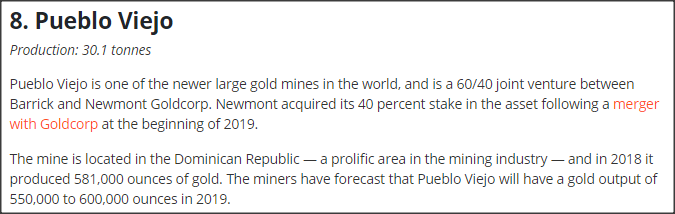 8. Pueblo Viejo
Production: 30.1 tonnes
Pueblo Viejo is one of the newer large gold mines in the world, and is a 60/40 joint venture between
Barrick and Newmont Goldcorp. Newmont acquired its 40 percent stake in the asset following a merger
with Goldcorp at the beginning of 2019.
The mine is located in the Dominican Republic — a prolific area in the mining industry — and in 2018 it
produced 581,000 ounces of gold. The miners have forecast that Pueblo Viejo will have a gold output of
550,000 to 600,000 ounces in 2019.